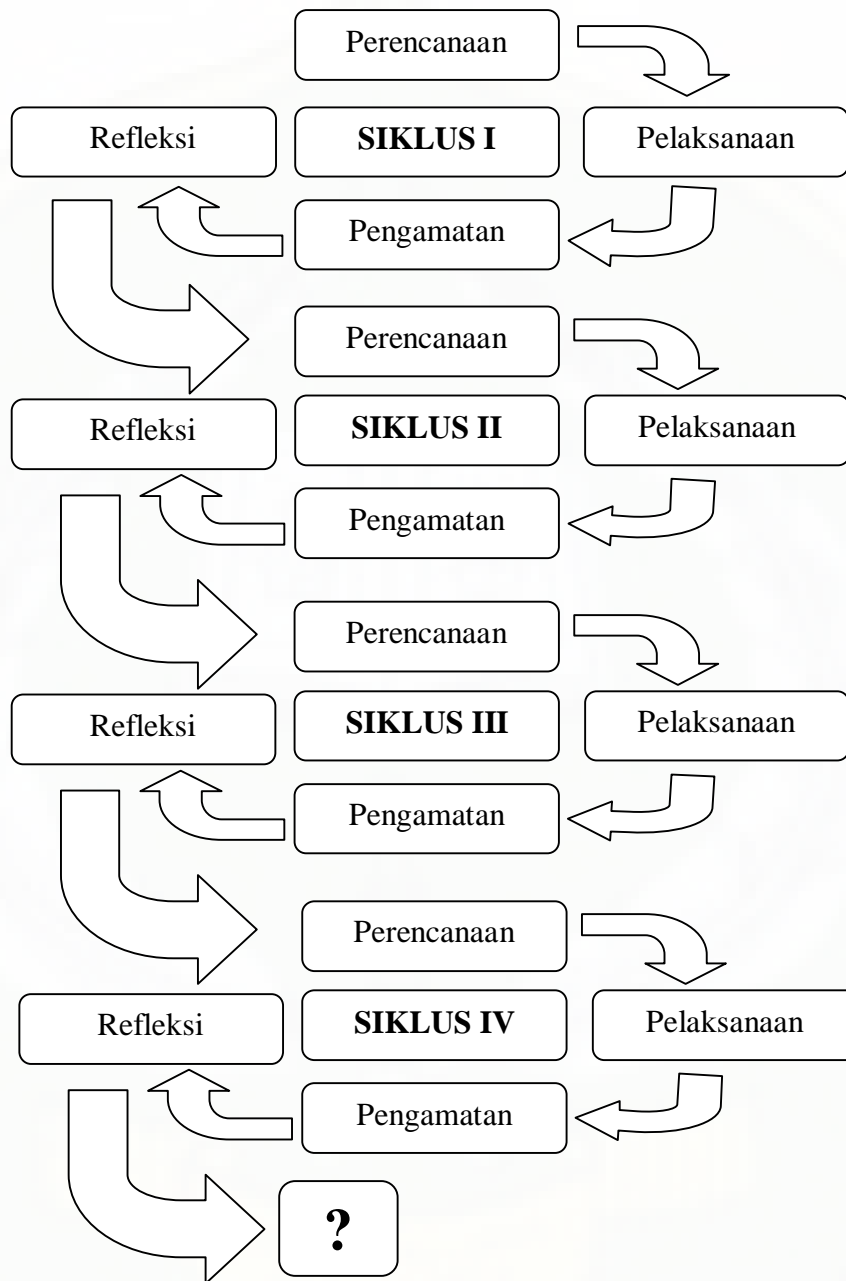 Perencanaan
Refleksi
SIKLUS I
Pelaksanaan
Pengamatan
Perencanaan
Refleksi
SIKLUS II
Pelaksanaan
Pengamatan
Perencanaan
Refleksi
SIKLUS III
Pelaksanaan
Pengamatan
Perencanaan
Refleksi
SIKLUS IV
Pelaksanaan
Pengamatan
?